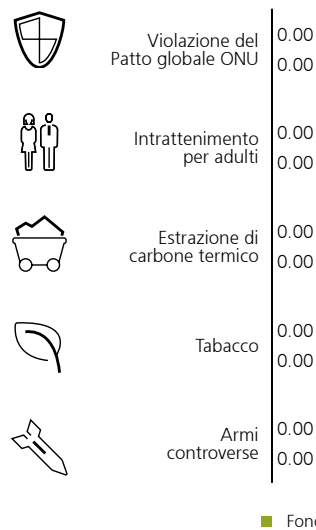 Violazione del
Patto globale ONU
0.00
0.00
Intrattenimento
per adulti
0.00
0.00
Estrazione di
carbone termico
0.00
0.00
Tabacco
0.00
0.00
Armi
controverse
0.00
0.00